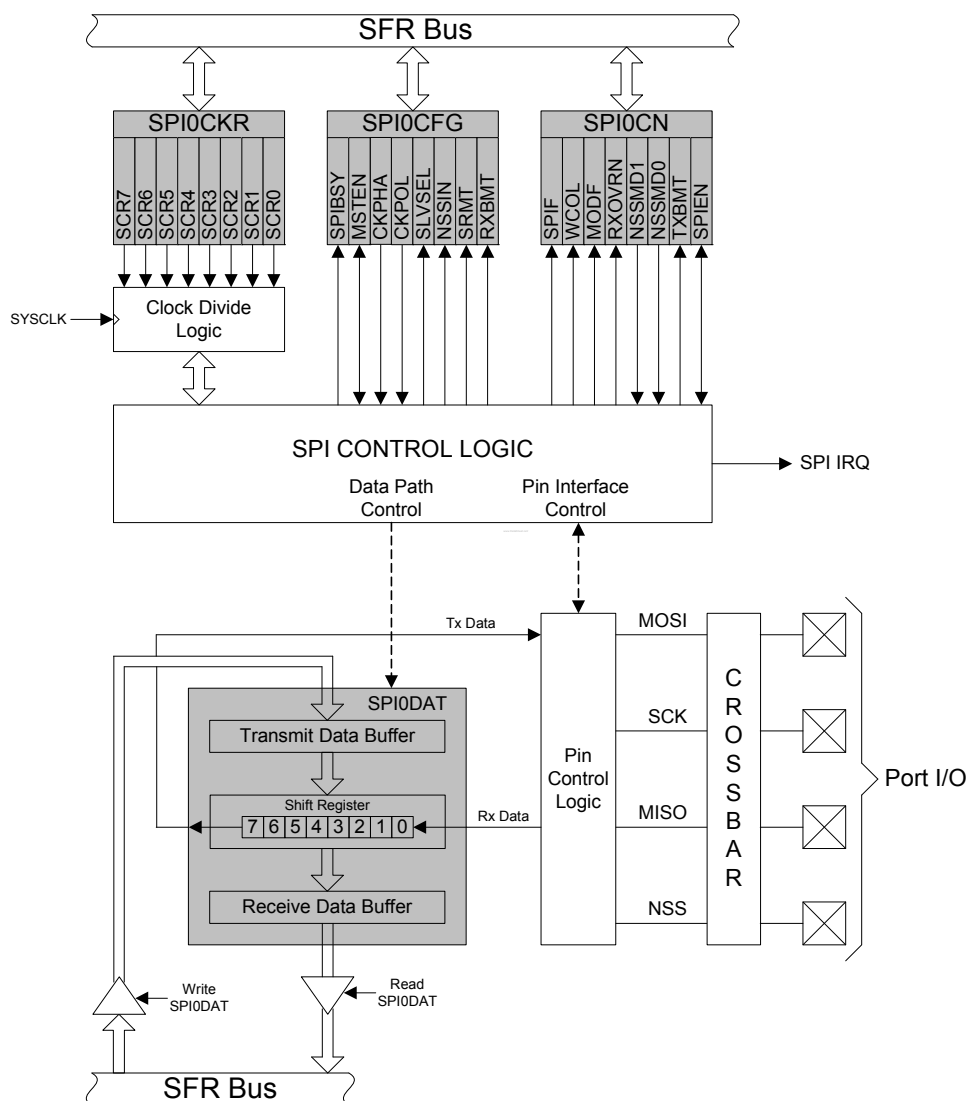 SFR Bus
SPI0CKR
SPI0CFG
SPI0CN
SCR7
SCR6
SCR5
SCR4
SCR3
SCR2
SCR1
SCR0
SPIBSY
MSTEN
CKPHA
CKPOL
SLVSEL
NSSIN
SRMT
RXBMT
SPIF
WCOL
MODF
RXOVRN
NSSMD1
NSSMD0
TXBMT
SPIEN
SYSCLK
Clock Divide
Logic
SPI CONTROL LOGIC
SPI IRQ
Data Path
Control
Pin Interface
Control
Tx Data
MOSI
SPI0DAT
Transmit Data Buffer
SCK
Shift Register
7 6 5 4 3 2 1 0
Rx Data
Pin
Control
Logic
MISO
CROSSBAR
Port I/O
Receive Data Buffer
NSS
Write
SPI0DAT
Read
SPI0DAT
SFR Bus